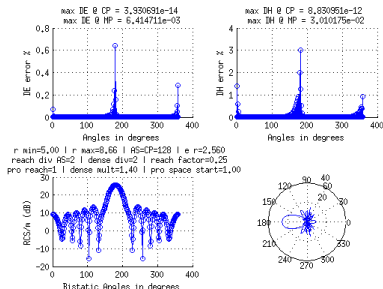 max DE @ CP = 3.930691e-14
max DE @ MP = 6.414711e-03
max DH @ CP = 8.830951e-12
max DH @ MP = 3.010175e-02
DE error %
0.8
0.6
0.4
0.2
0
0 100 200 300 400
Angles in degrees
DH error %
4
3
2
1
0
0 100 200 300 400
Angles in degrees
r min=5.00 | r max=8.66 | AS=CP=128 | e r=2.560
reach div AS=2 | dense div=2 | reach factor=0.25
pro reach=1 | dense mult=1.40 | pro space start=1.00
RCS/m (dB)
30
20
10
0
-10
-20
0 100 200 300 400
Bistatic Angles in degrees
90
120 60
150 30
180 0
210 330
240 300
270